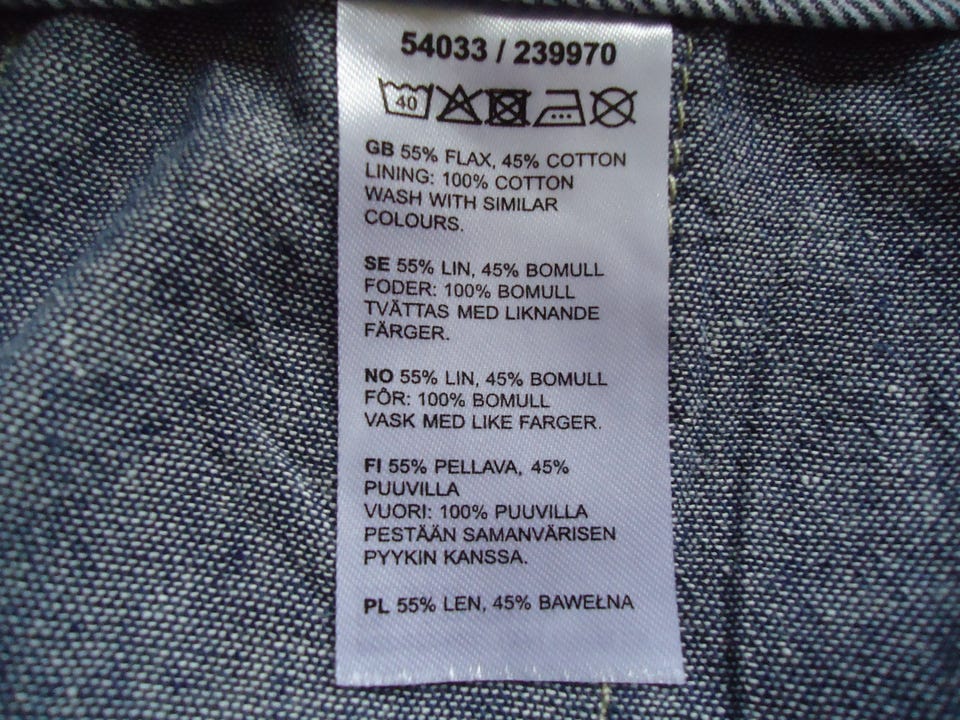 54033 / 239970
40
GB 55% FLAX, 45% COTTON
LINING: 100% COTTON
WASH WITH SIMILAR
COLOURS.
SE 55% LIN, 45% BOMULL
FODER: 100% BOMULL
TVÄTTAS MED LIKNANDE
FÄRGER.
NO 55% LIN, 45% BOMULL
FÔR: 100% BOMULL
VASK MED LIKE FARGER.
FI 55% PELLAVA, 45%
PUUVILLA
VUORI: 100% PUUVILLA
PESTÄÄN SAMANVÄRISEN
PYYKIN KANSSA.
PL 55% LEN, 45% BAWEŁNA